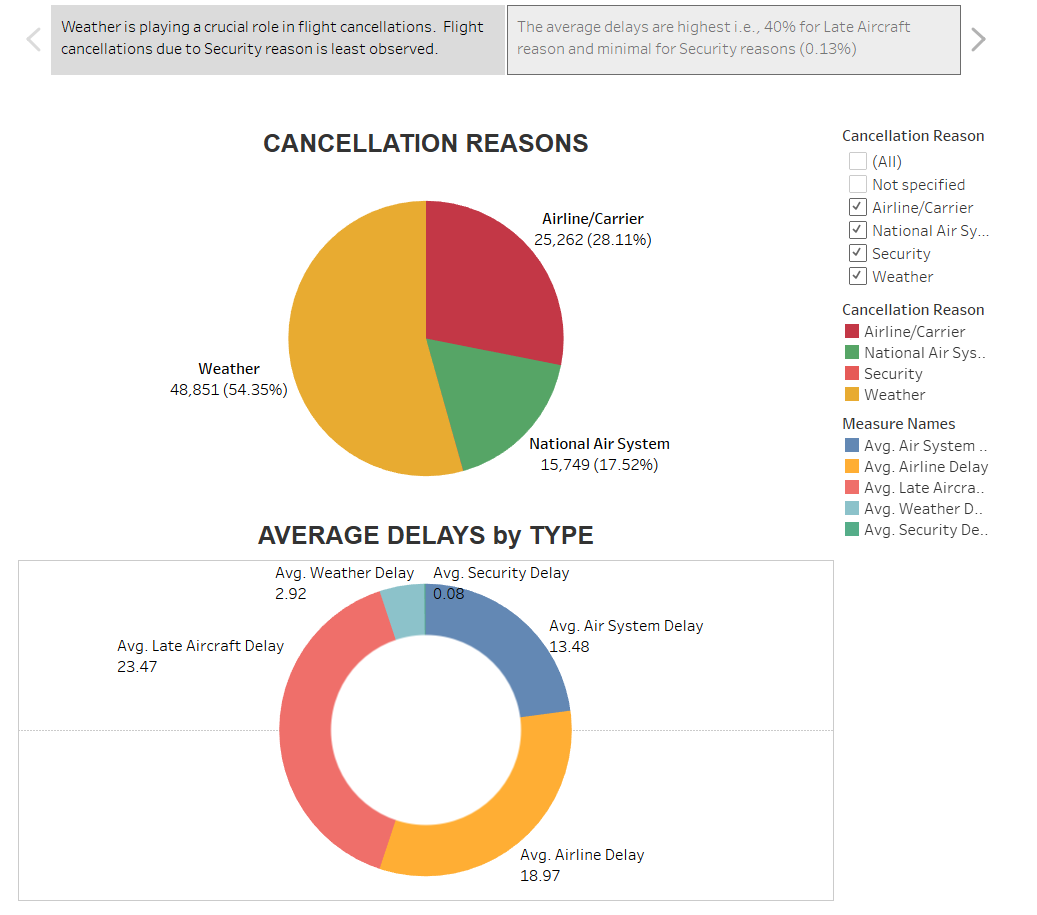 Weather is playing a crucial role in flight cancellations.  Flight
cancellations due to Security reason is least observed.
The average delays are highest i.e., 40% for Late Aircraft
reason and minimal for Security reasons (0.13%)
CANCELLATION REASONS
Airline/Carrier
25,262 (28.11%)
Weather
48,851 (54.35%)
National Air System
15,749 (17.52%)
Cancellation Reason
(All)
Not specified
Airline/Carrier
National Air Sy...
Security
Weather
Cancellation Reason
Airline/Carrier
National Air Sys..
Security
Weather
Measure Names
Avg. Air System ..
Avg. Airline Delay
Avg. Late Aircra..
Avg. Weather D..
Avg. Security De..
AVERAGE DELAYS by TYPE
Avg. Weather Delay
2.92
Avg. Security Delay
0.08
Avg. Air System Delay
13.48
Avg. Late Aircraft Delay
23.47
Avg. Airline Delay
18.97